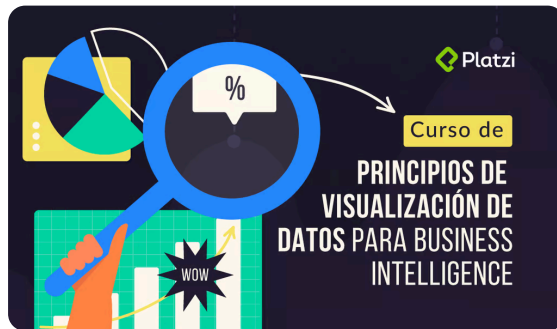 Platzi
%
Curso de
PRINCIPIOS DE
VISUALIZACIÓN DE
DATOS PARA BUSINESS
INTELLIGENCE
WOW